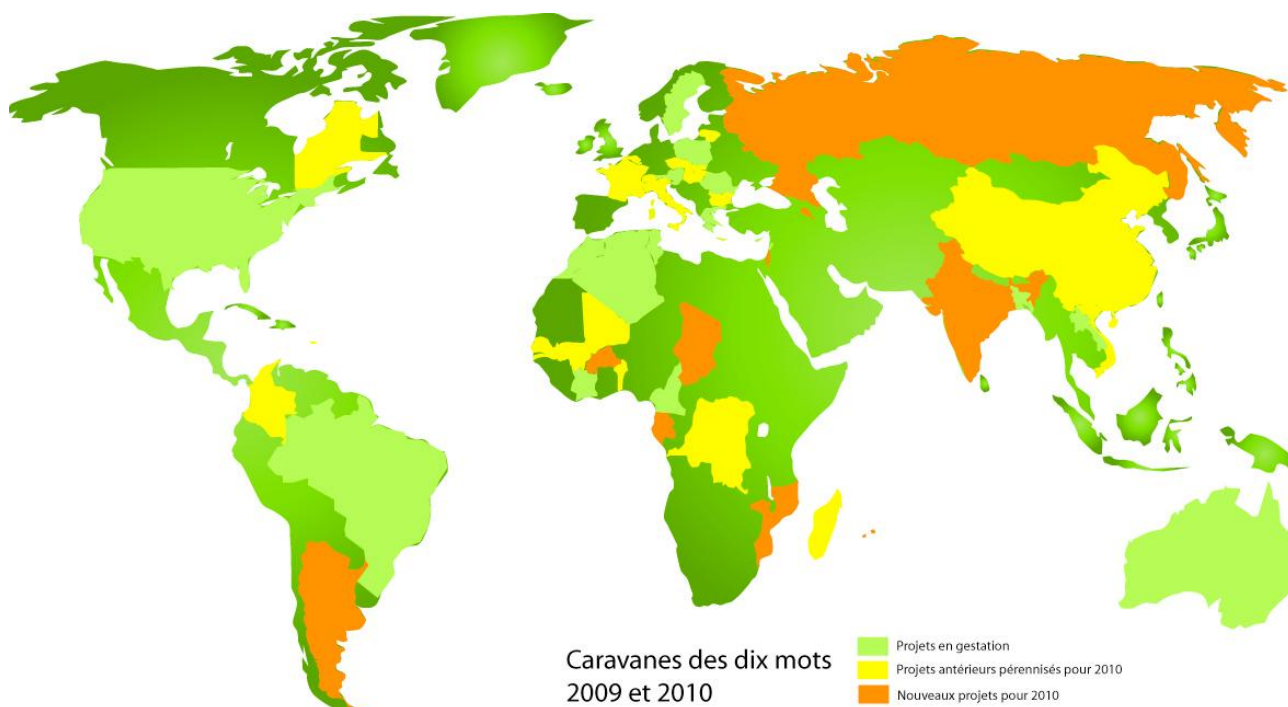 Caravanes des dix mots
2009 et 2010
Projets en gestation
Projets antérieurs pérennisés pour 2010
Nouveaux projets pour 2010